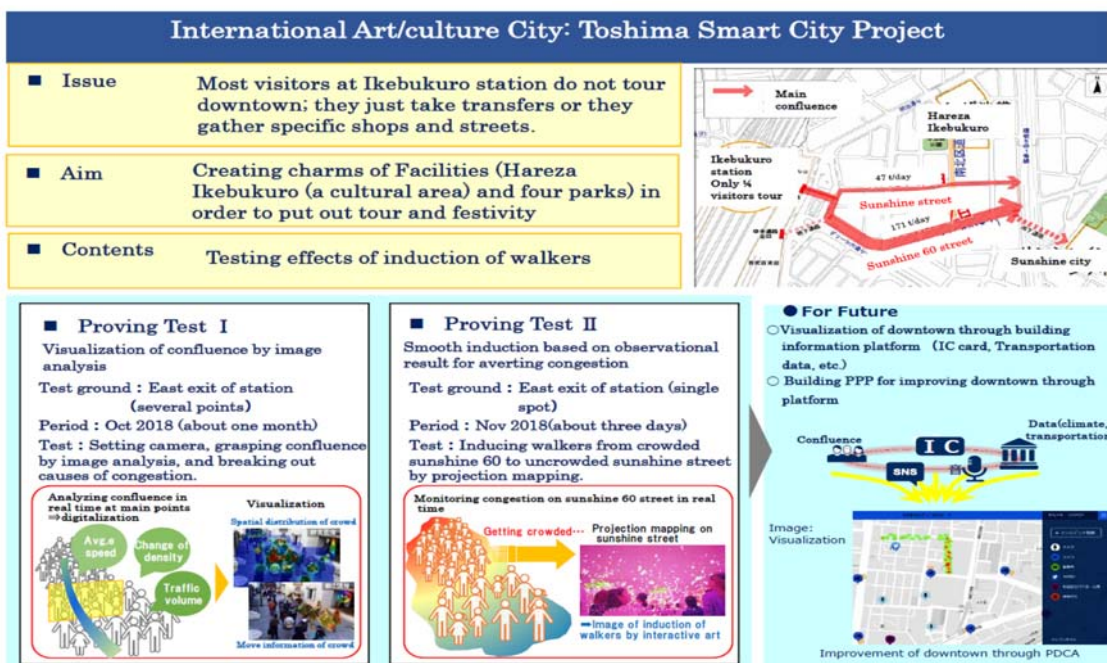 International Art/culture City: Toshima Smart City Project
■ Issue
Most visitors at Ikebukuro station do not tour
downtown; they just take transfers or they
gather specific shops and streets.
■ Aim
Creating charms of Facilities (Hareza
Ikebukuro (a cultural area) and four parks) in
order to put out tour and festivity
■ Contents
Testing effects of induction of walkers
Main
confluence
Hareza
Ikebukuro
Ikebukuro
station
Only ¼
visitors tour
47 t/day
Sunshine street
171 t/day
Sunshine 60 street
Sunshine city
■ Proving Test Ⅰ
Visualization of confluence by image
analysis
Test ground：East exit of station
(several points)
Period：Oct 2018 (about one month)
Test：Setting camera, grasping confluence
by image analysis, and breaking out
causes of congestion.
Analyzing confluence in
real time at main points
⇒digitalization
Avg.e
speed
Change of
density
Traffic
volume
Visualization
Spatial distribution of crowd
Move information of crowd
■ Proving Test Ⅱ
Smooth induction based on observational
result for averting congestion
Test ground：East exit of station (single
spot)
Period：Nov 2018(about three days)
Test：Inducing walkers from crowded
sunshine 60 to uncrowded sunshine street
by projection mapping.
Monitoring congestion on sunshine 60 street in real
time
Getting crowded…
Projection mapping on
sunshine street
➡Image of induction of
walkers by interactive art
●For Future
○Visualization of downtown through building
information platform （IC card, Transportation
data, etc.）
○ Building PPP for improving downtown through
platform
Confluence
IC
SNS
音
Data(climate,
transportation
Image:
Visualization
Improvement of downtown through PDCA